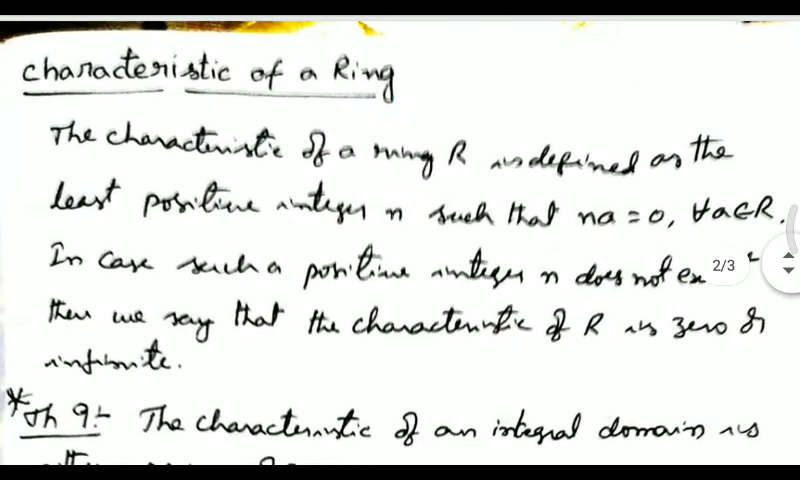 Characteristic of a Ring
The characteristic of a ring R is defined as the
least positive integer n such that na = 0, ∀a∈R.
In case such a positive integer n does not ex
2/3
then we say that the characteristic of R is zero or
infinite.
*Th 9:- The characteristic of an integral domain is